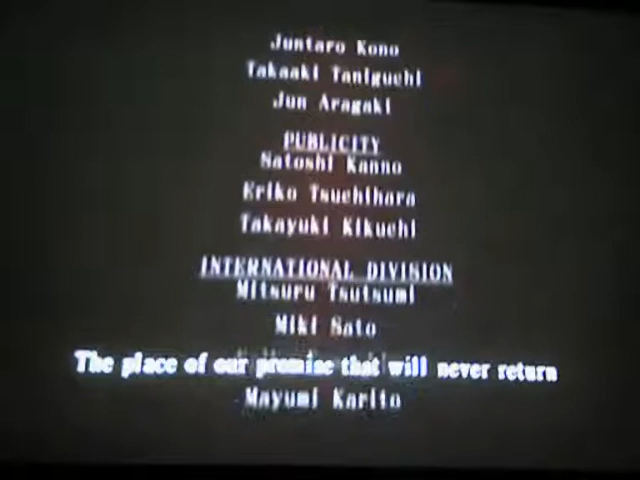 Juntaro Kono
Takaaki Taniguchi
Jun Aragaki
PUBLICITY
Satoshi Kanno
Eriko Tsuchihara
Takayuki Kikuchi
INTERNATIONAL DIVISION
Mitsuru Tsutsumi
Miki Sato
The place of our promise that will never return
Mayumi Karito